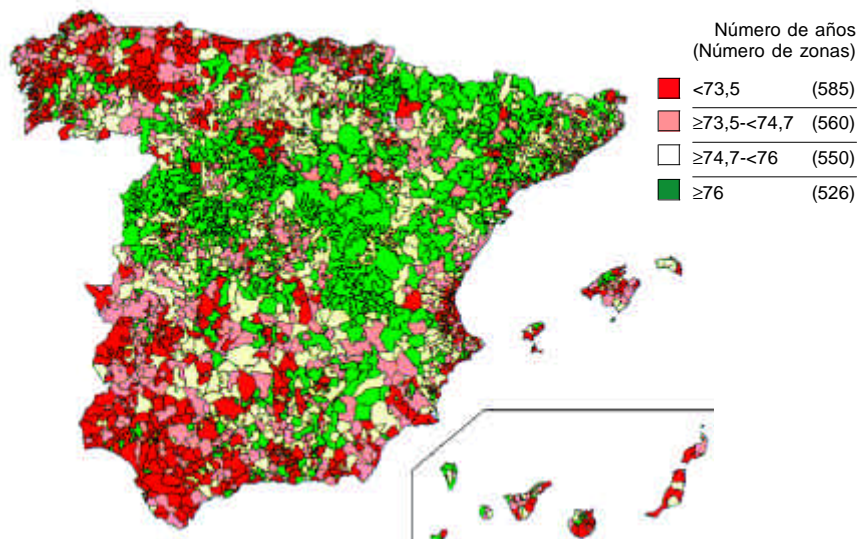 Número de años
(Número de zonas)
<73,5 (585)
≥73,5-<74,7 (560)
≥74,7-<76 (550)
≥76 (526)